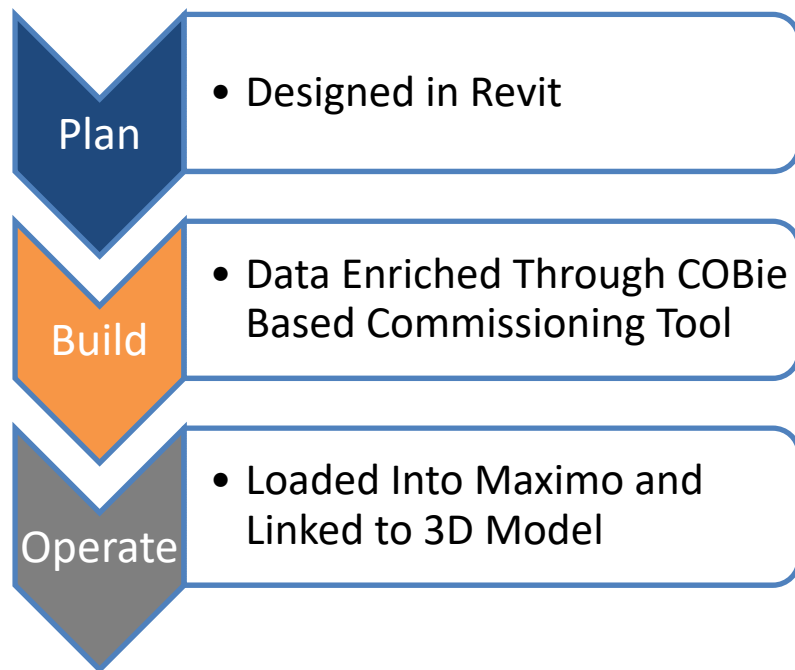 Plan
• Designed in Revit
Build
• Data Enriched Through COBie
Based Commissioning Tool
Operate
• Loaded Into Maximo and
Linked to 3D Model